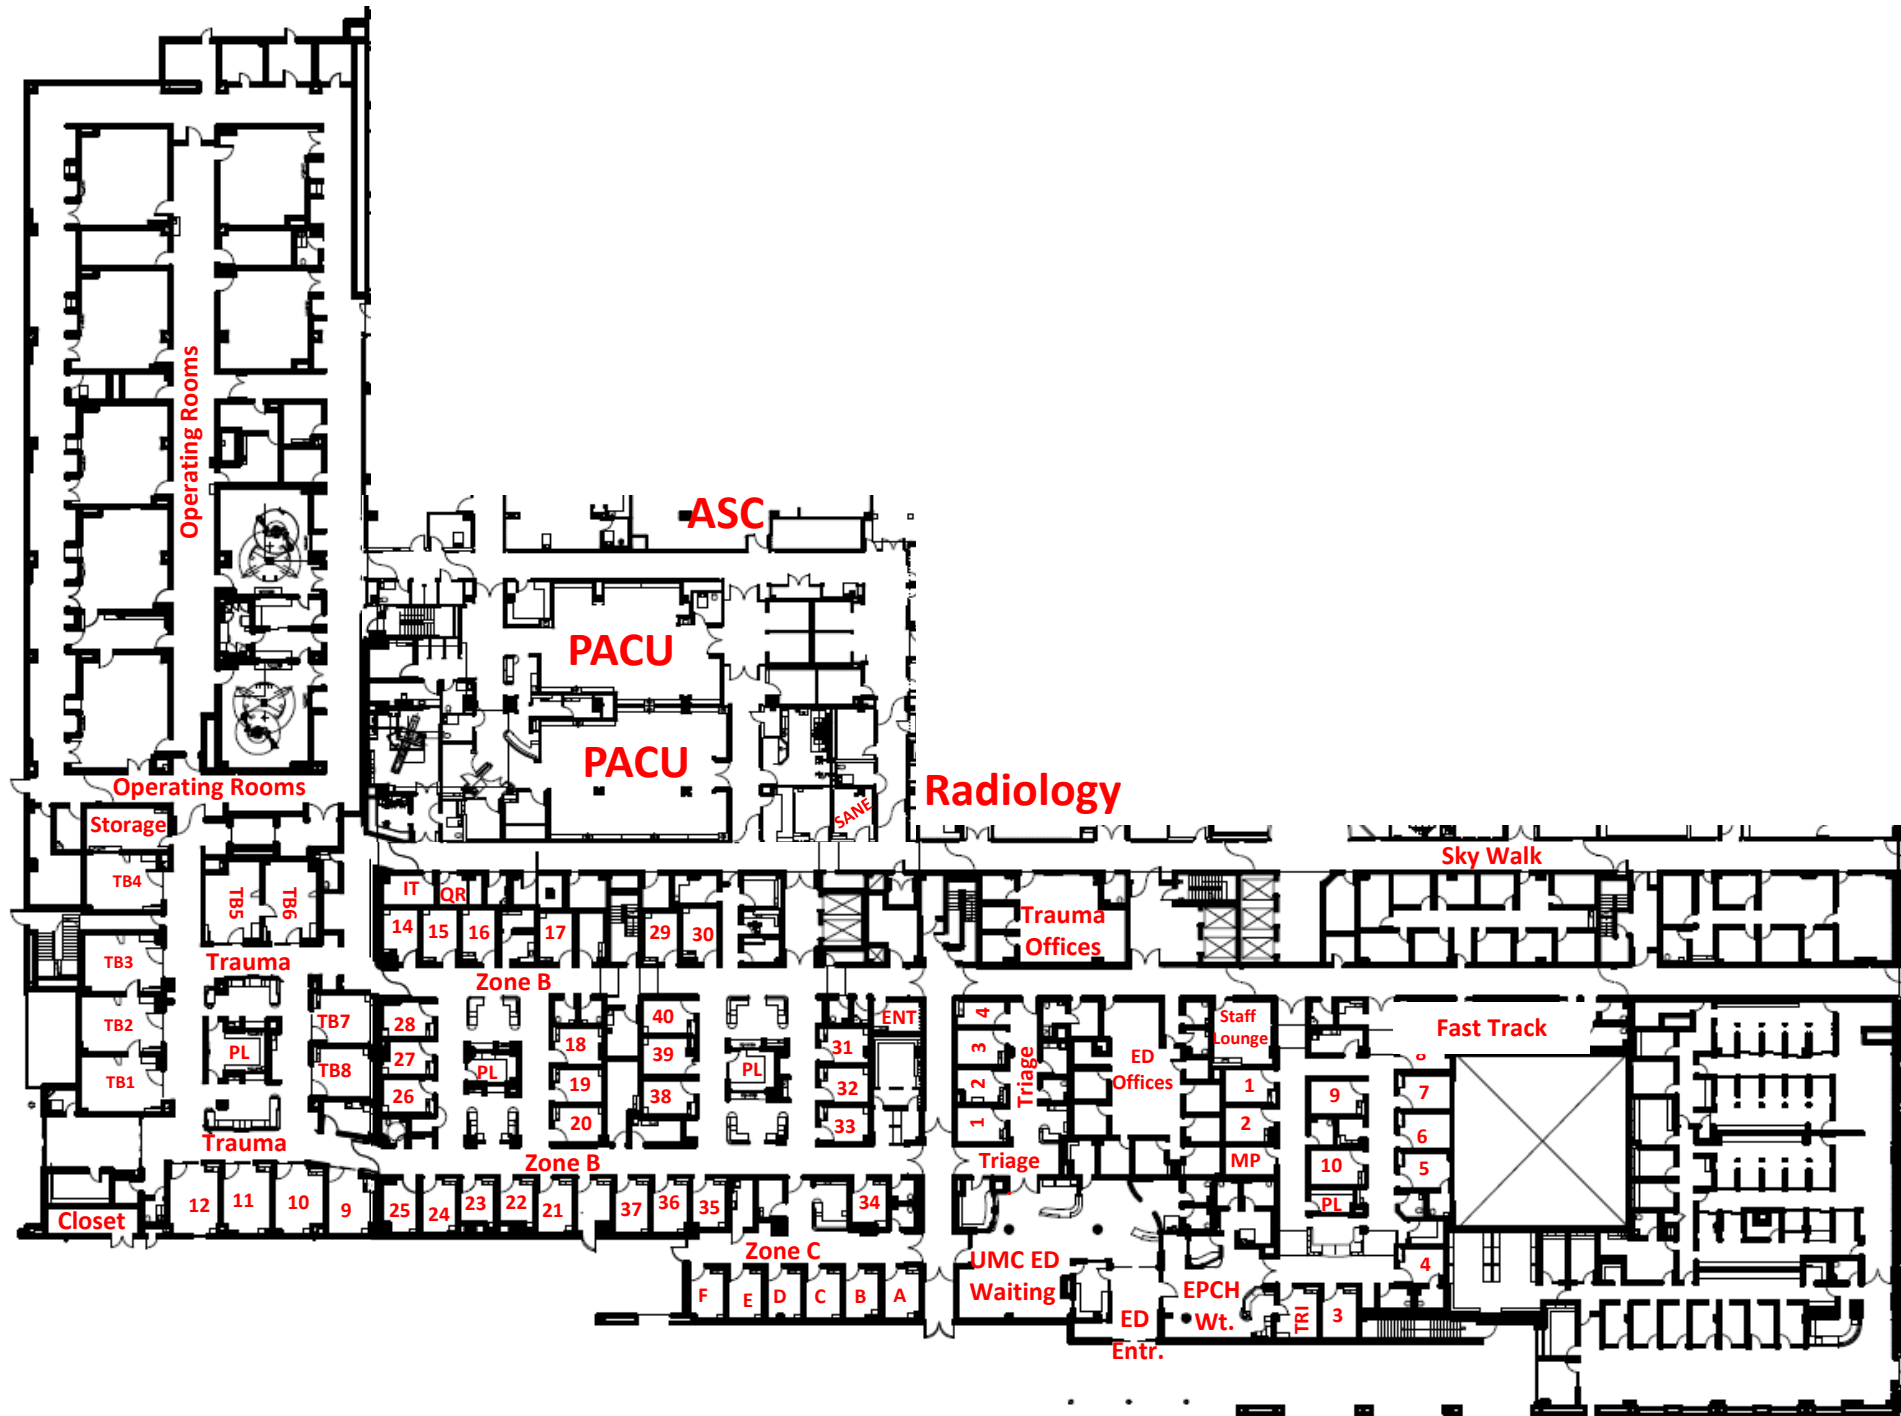 Operating Rooms
ASC
PACU
PACU
Operating Rooms
Radiology
Storage
SANE
Sky Walk
TB4
TB5
TB6
IT
QR
14
15
16
17
29
30
Trauma
Offices
TB3
Trauma
Zone B
TB2
TB7
28
40
ENT
4
Staff
Lounge
Fast Track
PL
27
PL
18
39
PL
31
3
Triage
ED
Offices
TB1
TB8
26
19
38
32
2
1
9
7
20
33
1
2
6
Trauma
Zone B
Triage
MP
10
5
12
11
10
9
25
24
23
22
21
37
36
35
34
PL
Closet
Zone C
UMC ED
Waiting
4
F
E
D
C
B
A
EPCH
Wt.
ED
Entr.
TRI
3